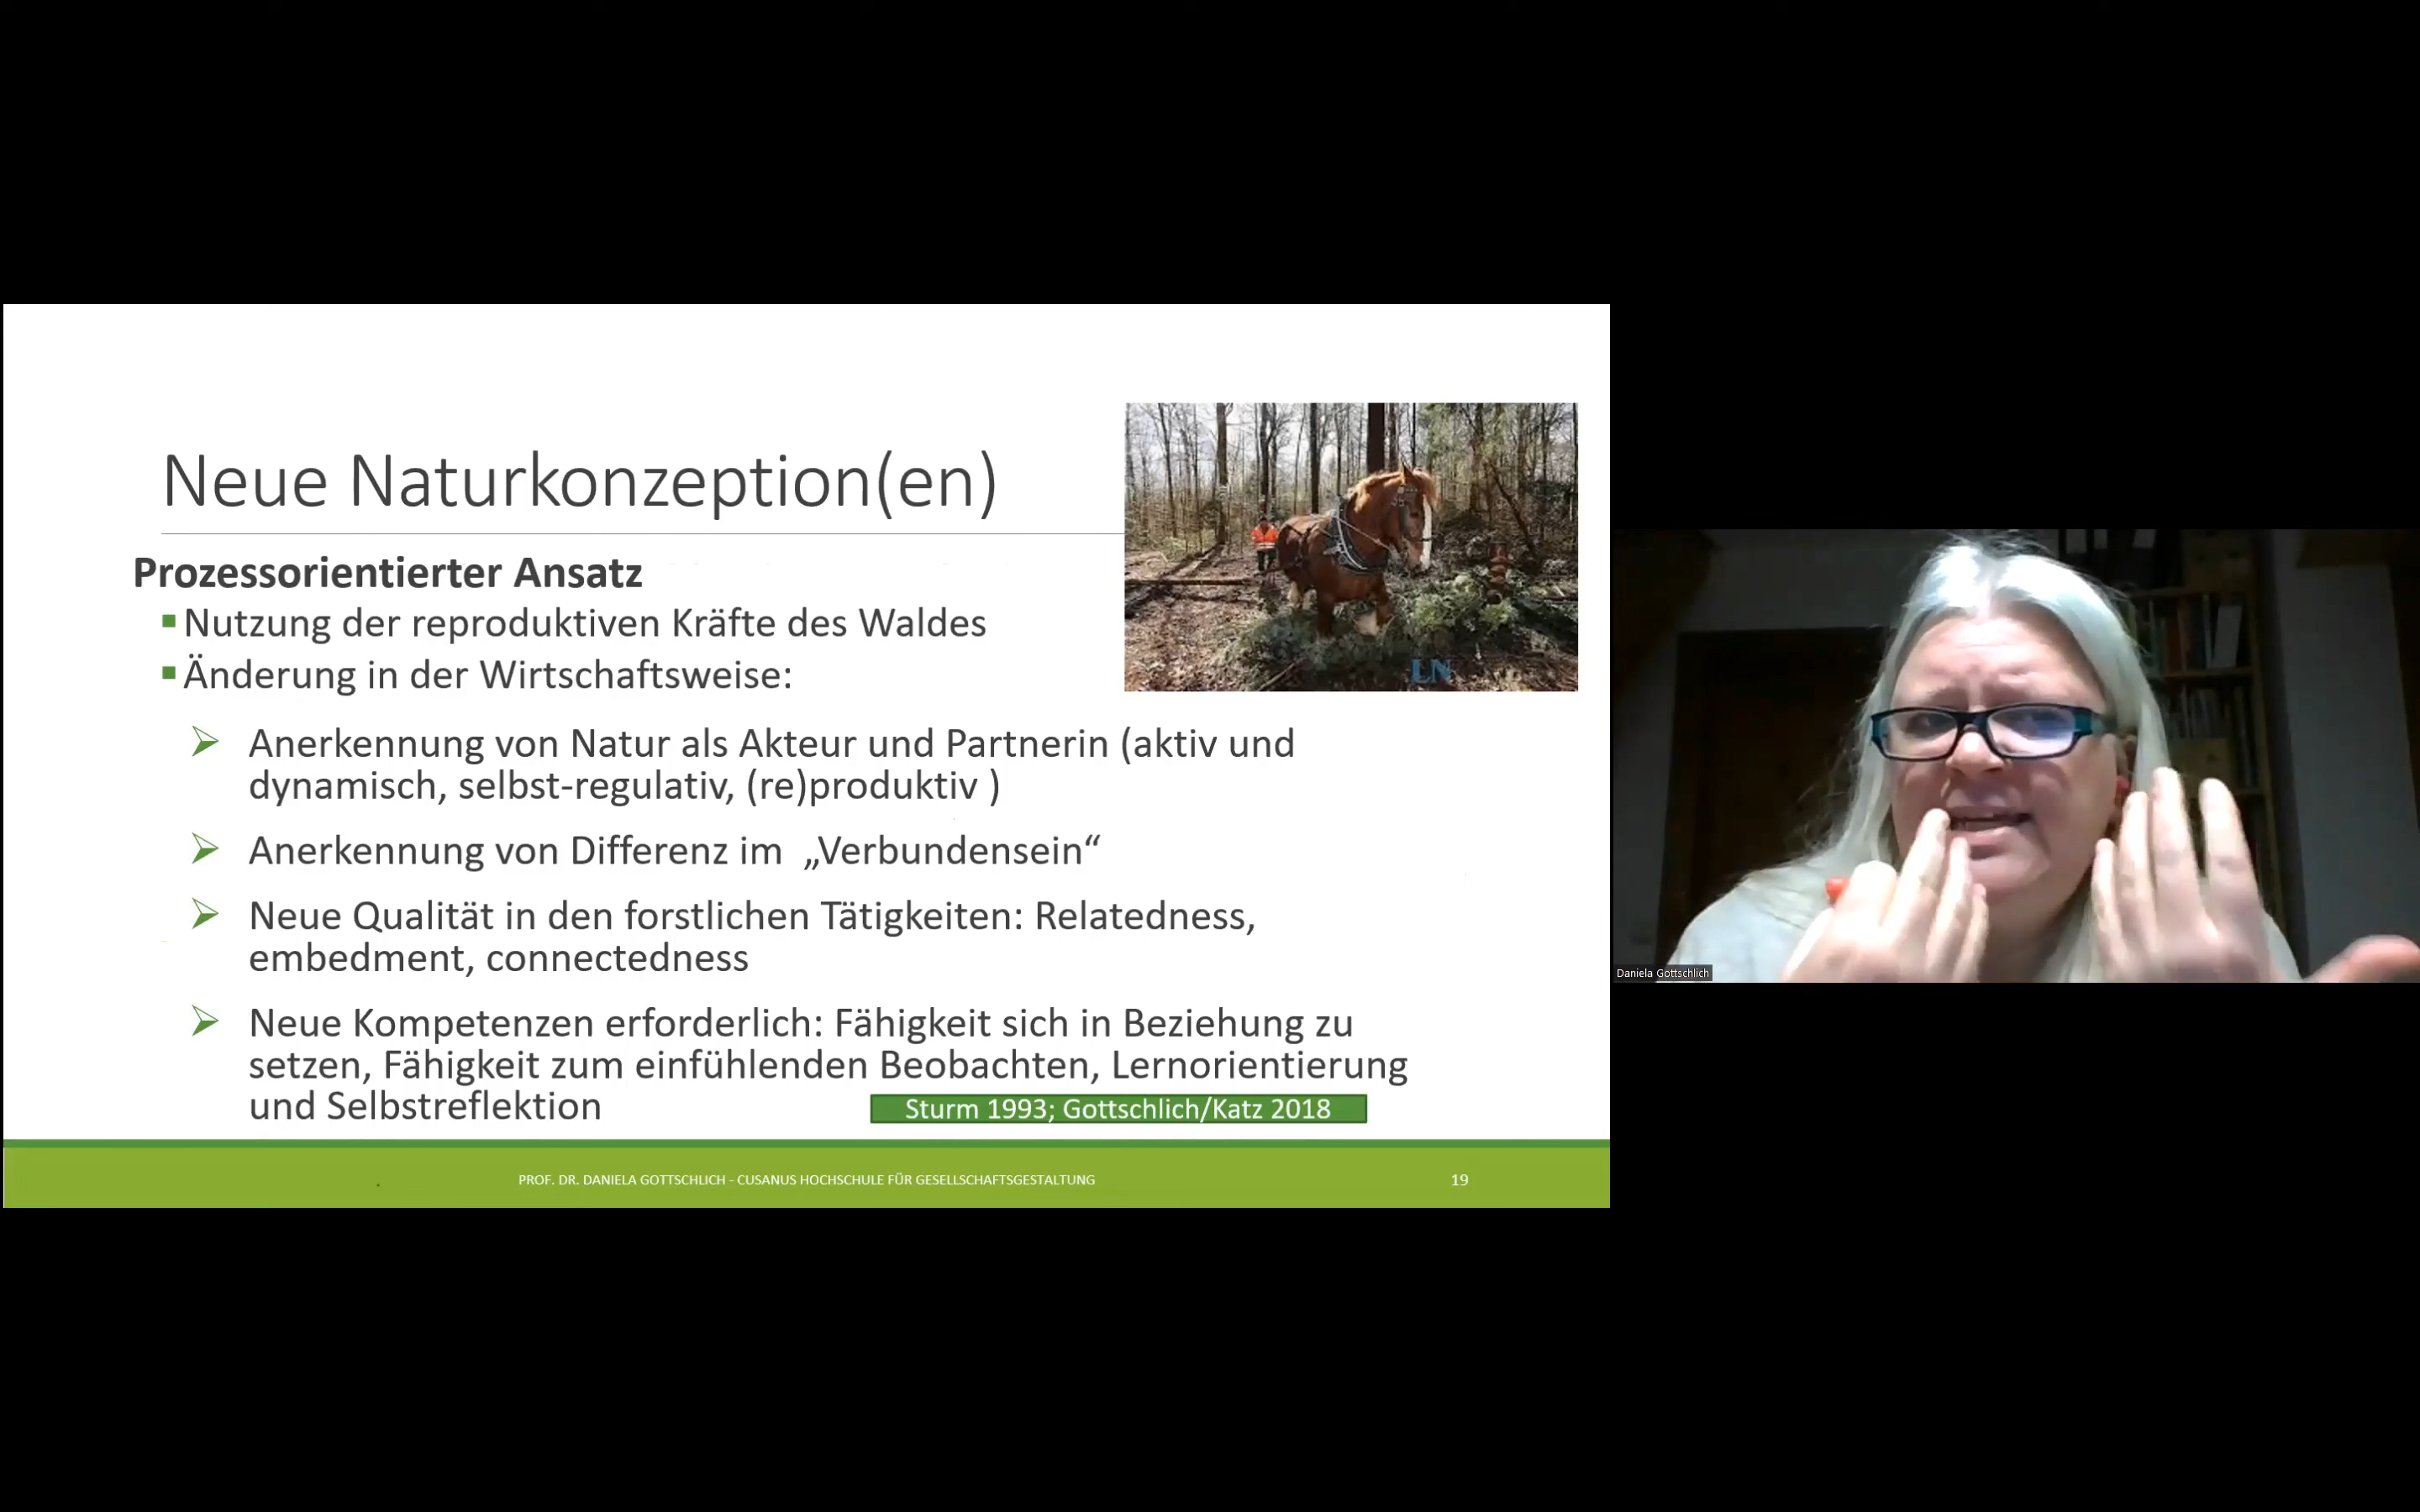 Neue Naturkonzeption(en)
Prozessorientierter Ansatz
Nutzung der reproduktiven Kräfte des Waldes
Änderung in der Wirtschaftsweise:
Anerkennung von Natur als Akteur und Partnerin (aktiv und
dynamisch, selbst-regulativ, (re)produktiv )
Anerkennung von Differenz im „Verbundensein“
Neue Qualität in den forstlichen Tätigkeiten: Relatedness,
embedment, connectedness
Neue Kompetenzen erforderlich: Fähigkeit sich in Beziehung zu
setzen, Fähigkeit zum einfühlenden Beobachten, Lernorientierung
und Selbstreflektion
Sturm 1993; Gottschlich/Katz 2018
PROF. DR. DANIELA GOTTSCHLICH - CUSANUS HOCHSCHULE FÜR GESELLSCHAFTSGESTALTUNG
19
LN
Daniela Gottschlich